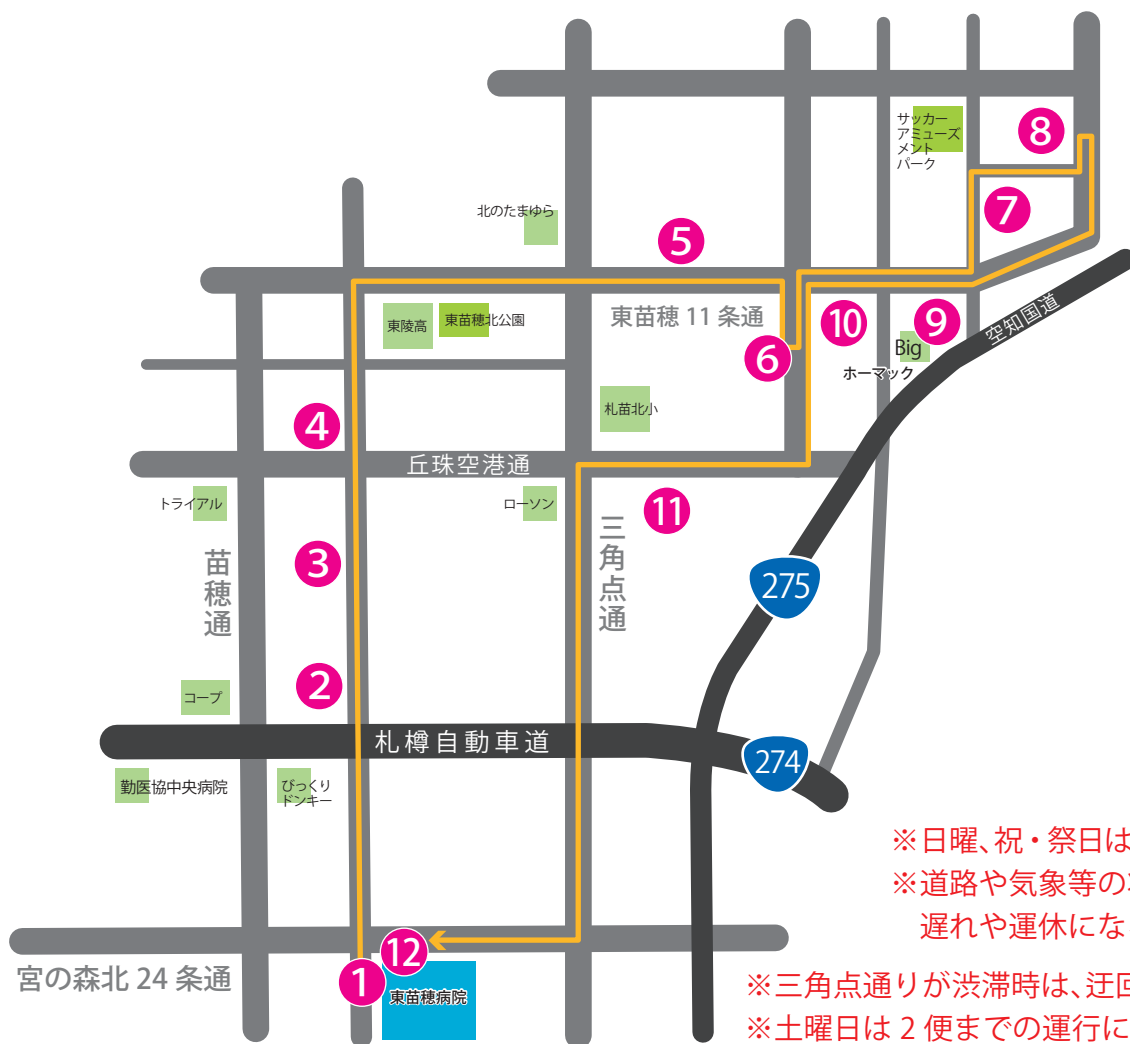 サッカー
アミューズ
メント
パーク
8
7
北のたまゆら
5
東陵高
東苗穂北公園
東苗穂 11 条通
10
9
Big
ホーマック
空知国道
6
札苗北小
4
丘珠空港通
トライアル
ローソン
11
3
苗穂通
三角点通
275
2
コープ
札樽自動車道
274
勤医協中央病院
びっくり
ドンキー
※日曜、祝・祭日は
※道路や気象等の
遅れや運休にな
12
宮の森北 24 条通
1
東苗穂病院
※三角点通りが渋滞時は、迂回
※土曜日は 2 便までの運行に